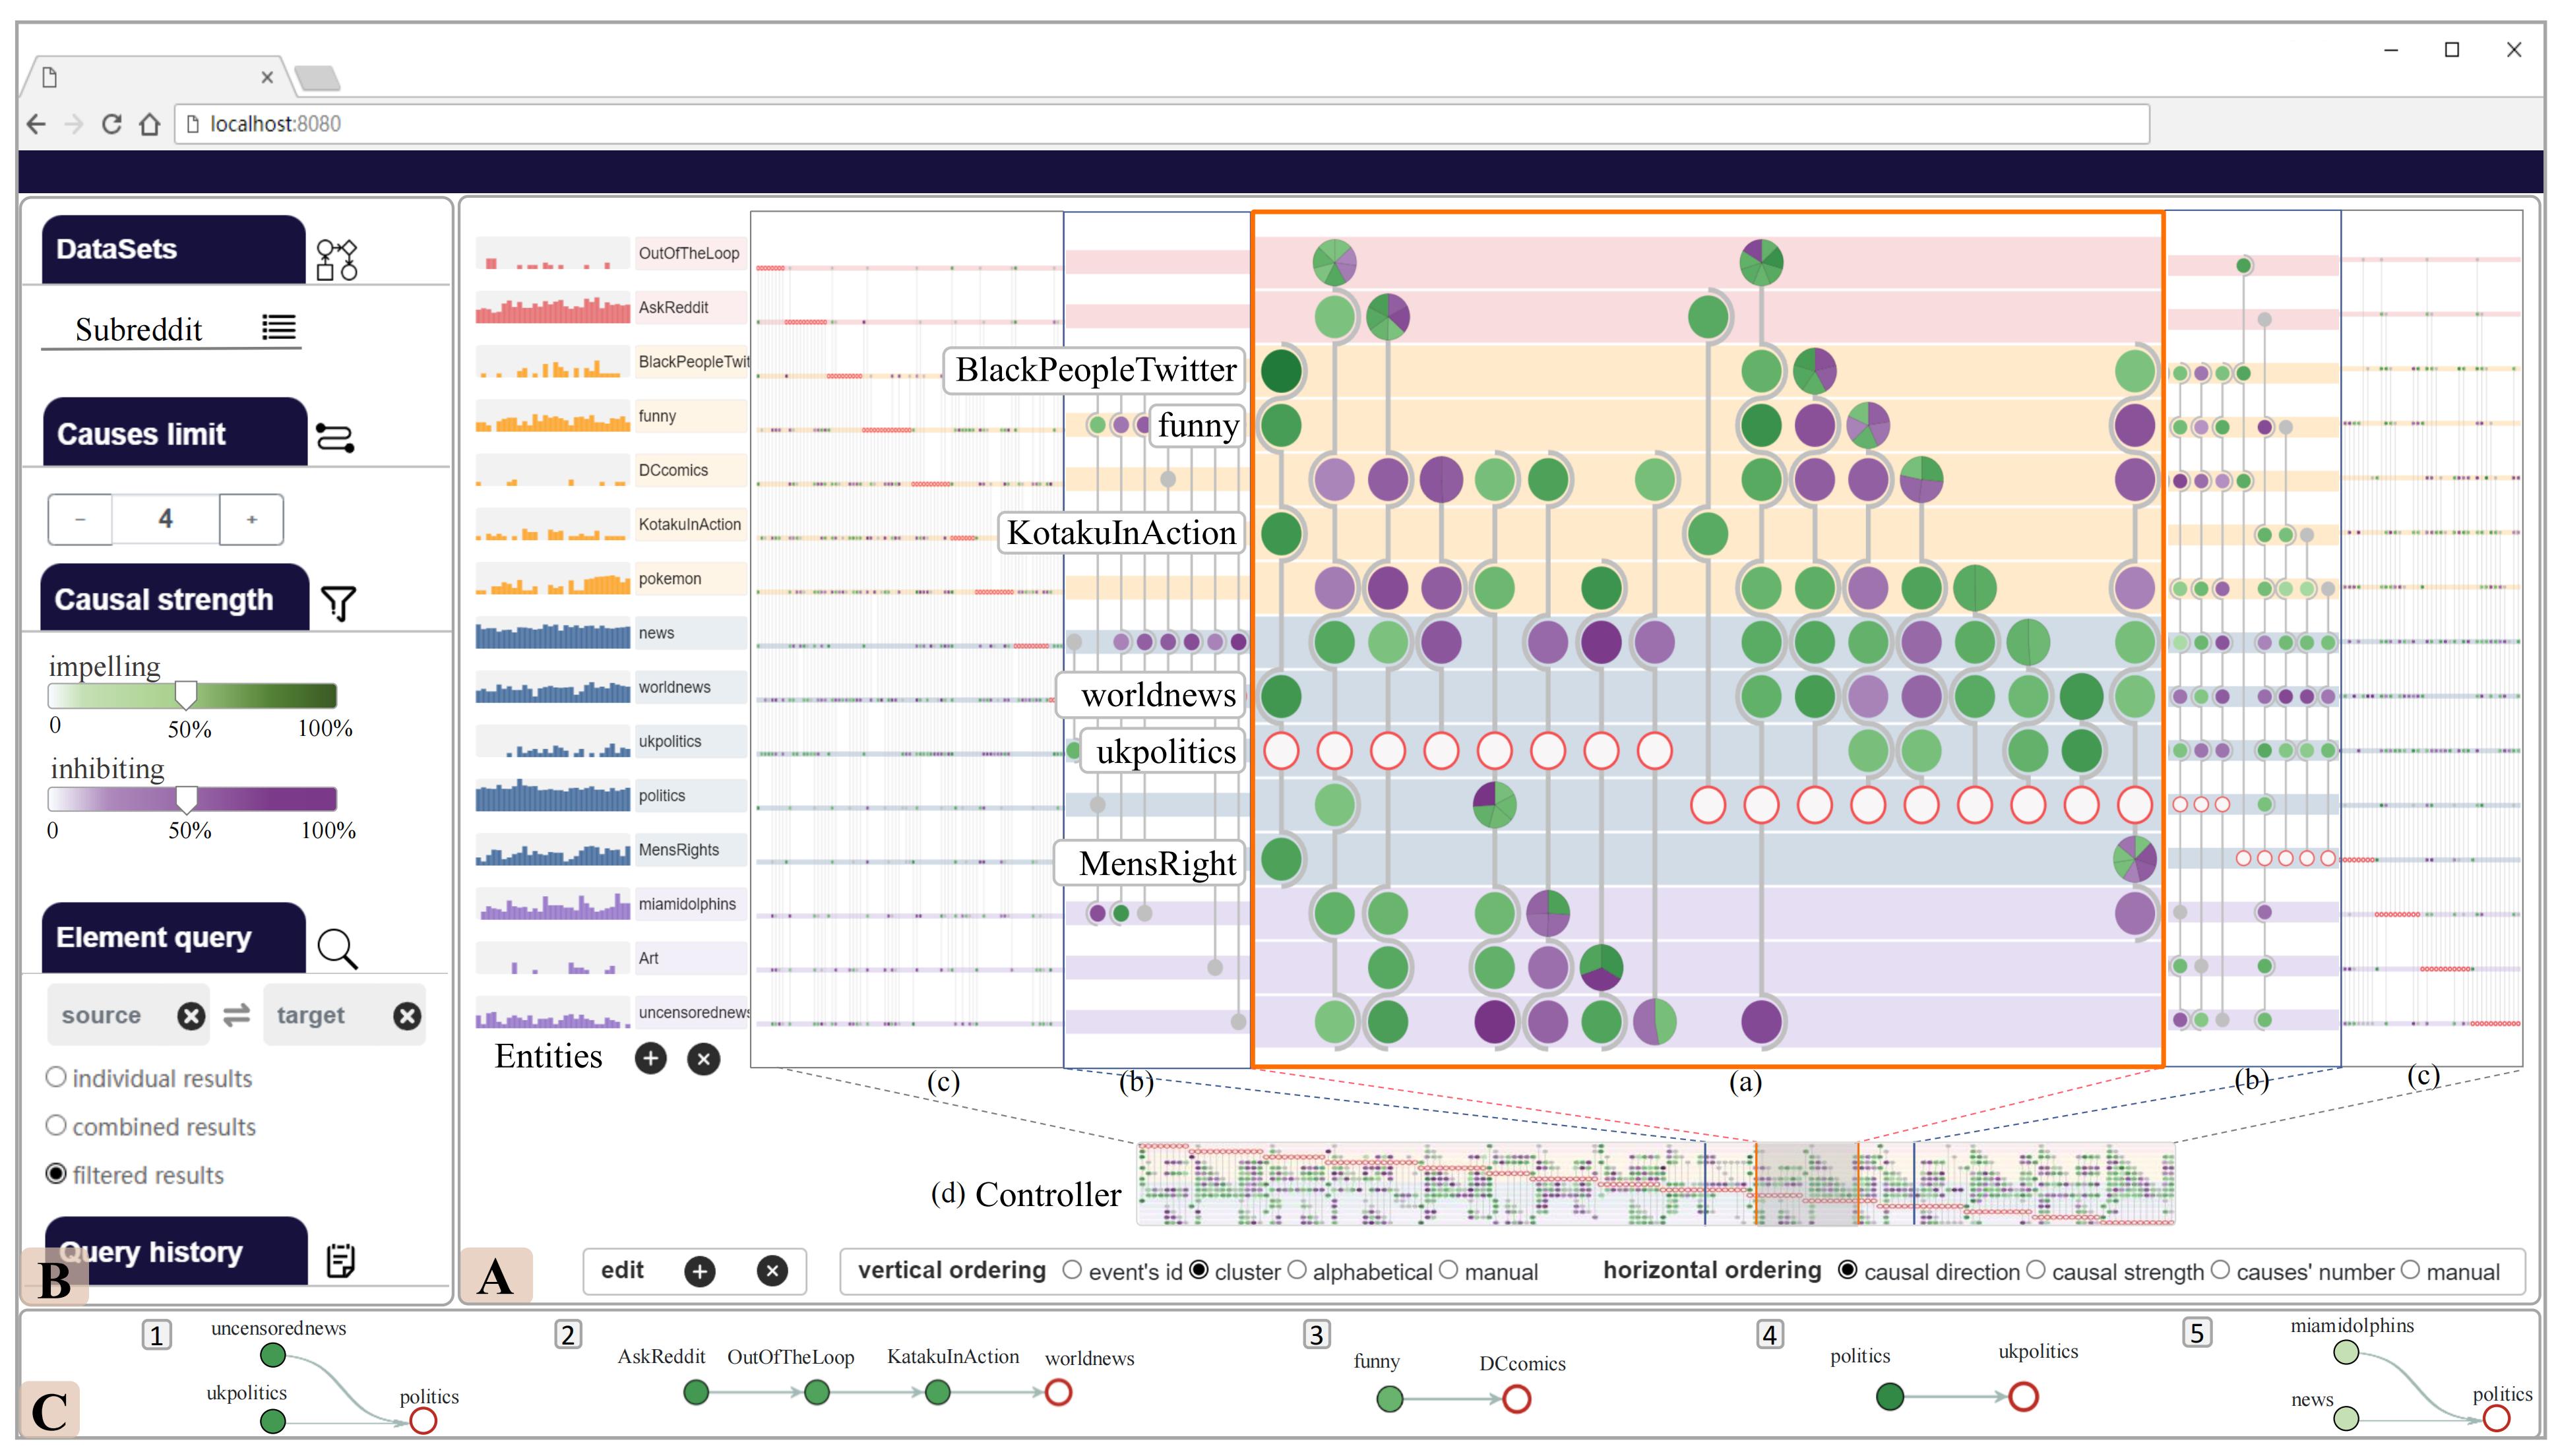 localhost:8080
DataSets
Subreddit
Causes limit
− 4 +
Causal strength
impelling
0 50% 100%
inhibiting
0 50% 100%
Element query
source target
individual results
combined results
filtered results
Query history
B
OutOfTheLoop
AskReddit
BlackPeopleTwit
funny
DCcomics
KotakuInAction
pokemon
news
worldnews
ukpolitics
politics
MensRights
miamidolphins
Art
uncensorednews
Entities
BlackPeopleTwitter
funny
KotakuInAction
worldnews
ukpolitics
MensRight
(c) (b) (a) (b) (c)
(d) Controller
A
edit
vertical ordering event's id cluster alphabetical manual
horizontal ordering causal direction causal strength causes' number manual
C
1
uncensorednews
ukpolitics
politics
2
AskReddit OutOfTheLoop KatakuInAction worldnews
3
funny DCcomics
4
politics ukpolitics
5
miamidolphins
news
politics